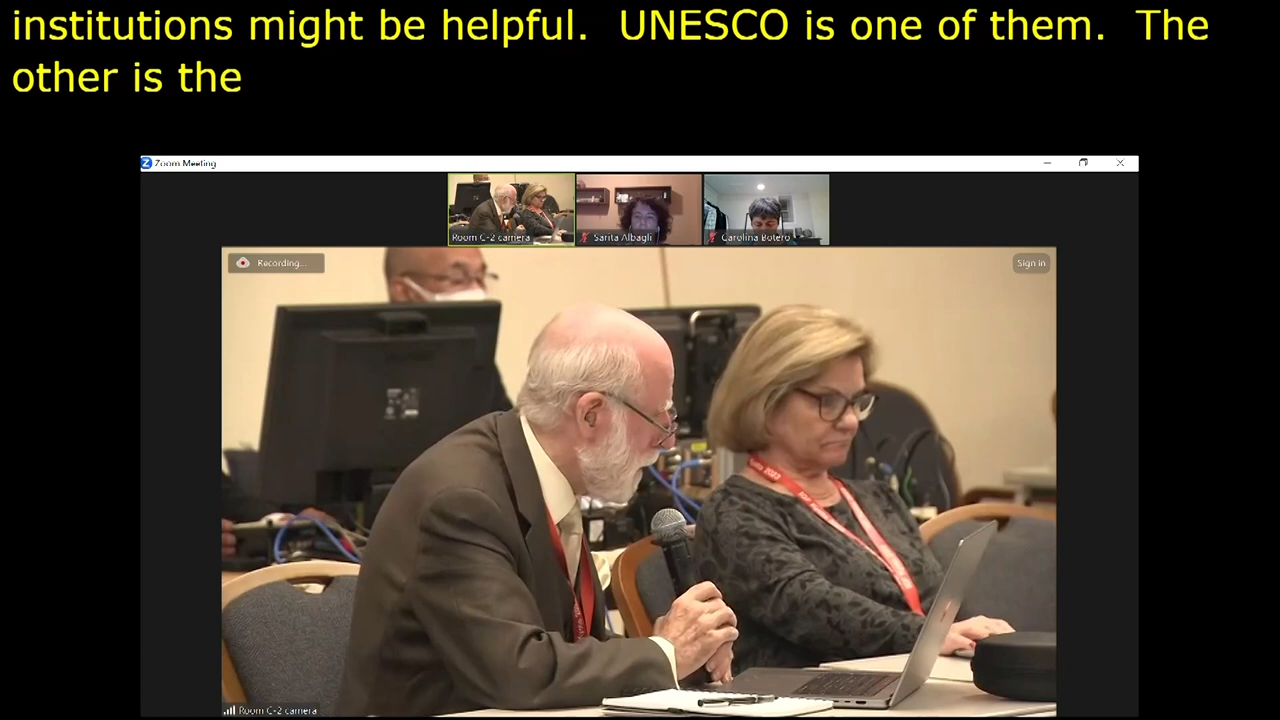 institutions might be helpful.  UNESCO is one of them.  The
other is the
Zoom Meeting
Room C-2 camera
Sarita Albagli
Carolina Botero
Recording...
Sign in
Room C-2 camera